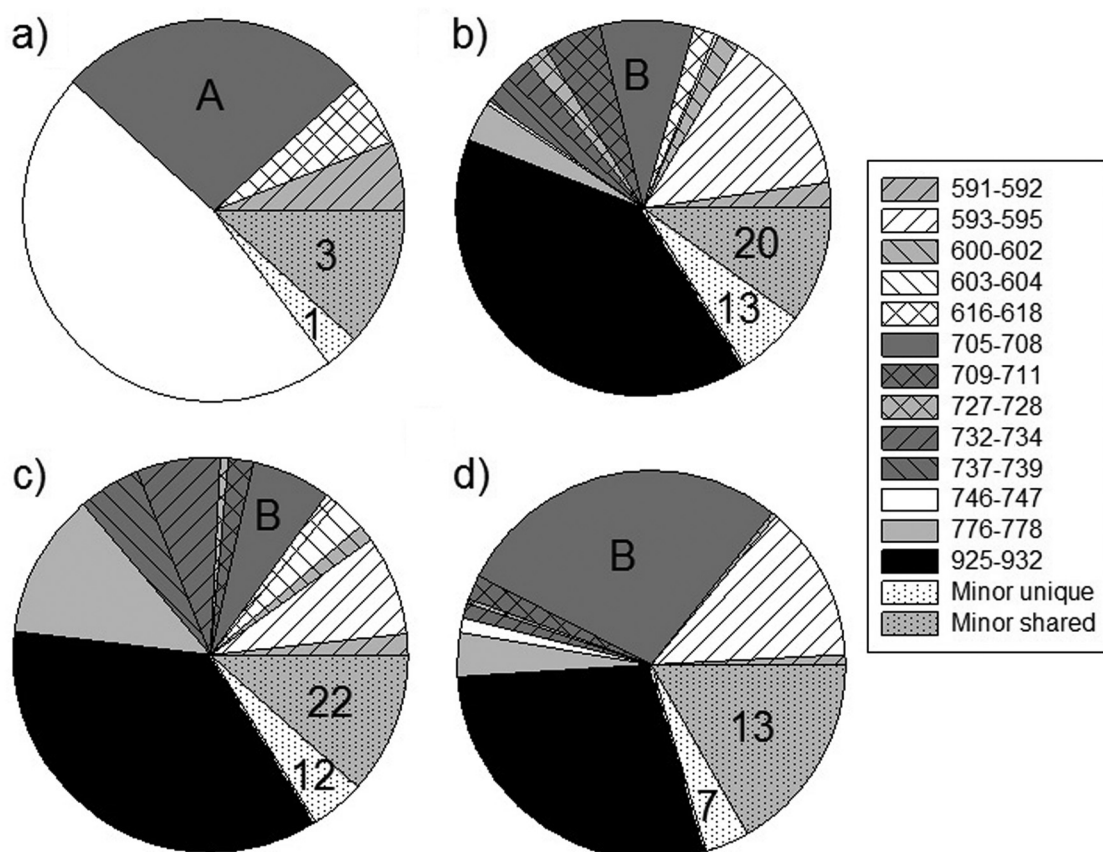 a)
A
3
1
b)
B
20
13
c)
B
22
12
d)
B
13
7
591-592
593-595
600-602
603-604
616-618
705-708
709-711
727-728
732-734
737-739
746-747
776-778
925-932
Minor unique
Minor shared